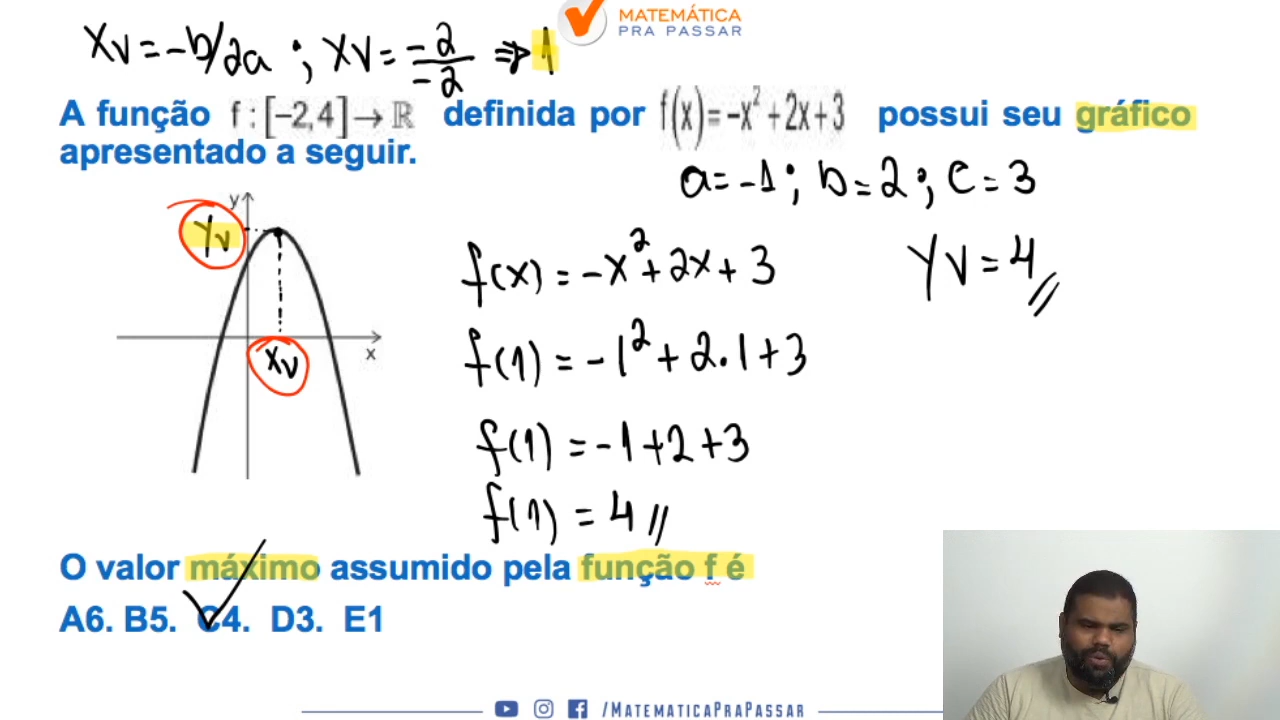 MATEMÁTICA
PRA PASSAR
Xv = -b/2a ; Xv = -2/-2 ⇒ 1
A função f : [-2,4] → ℝ definida por f(x) = -x² + 2x + 3 possui seu gráfico
apresentado a seguir.
a = -1 ; b = 2 ; c = 3
y
Yv
Xv
x
f(x) = -x² + 2x + 3
Yv = 4
f(1) = -1² + 2.1 + 3
f(1) = -1 + 2 + 3
f(1) = 4
O valor máximo assumido pela função f é
A6. B5. C4. D3. E1
/MATEMATICAPRAPASSAR